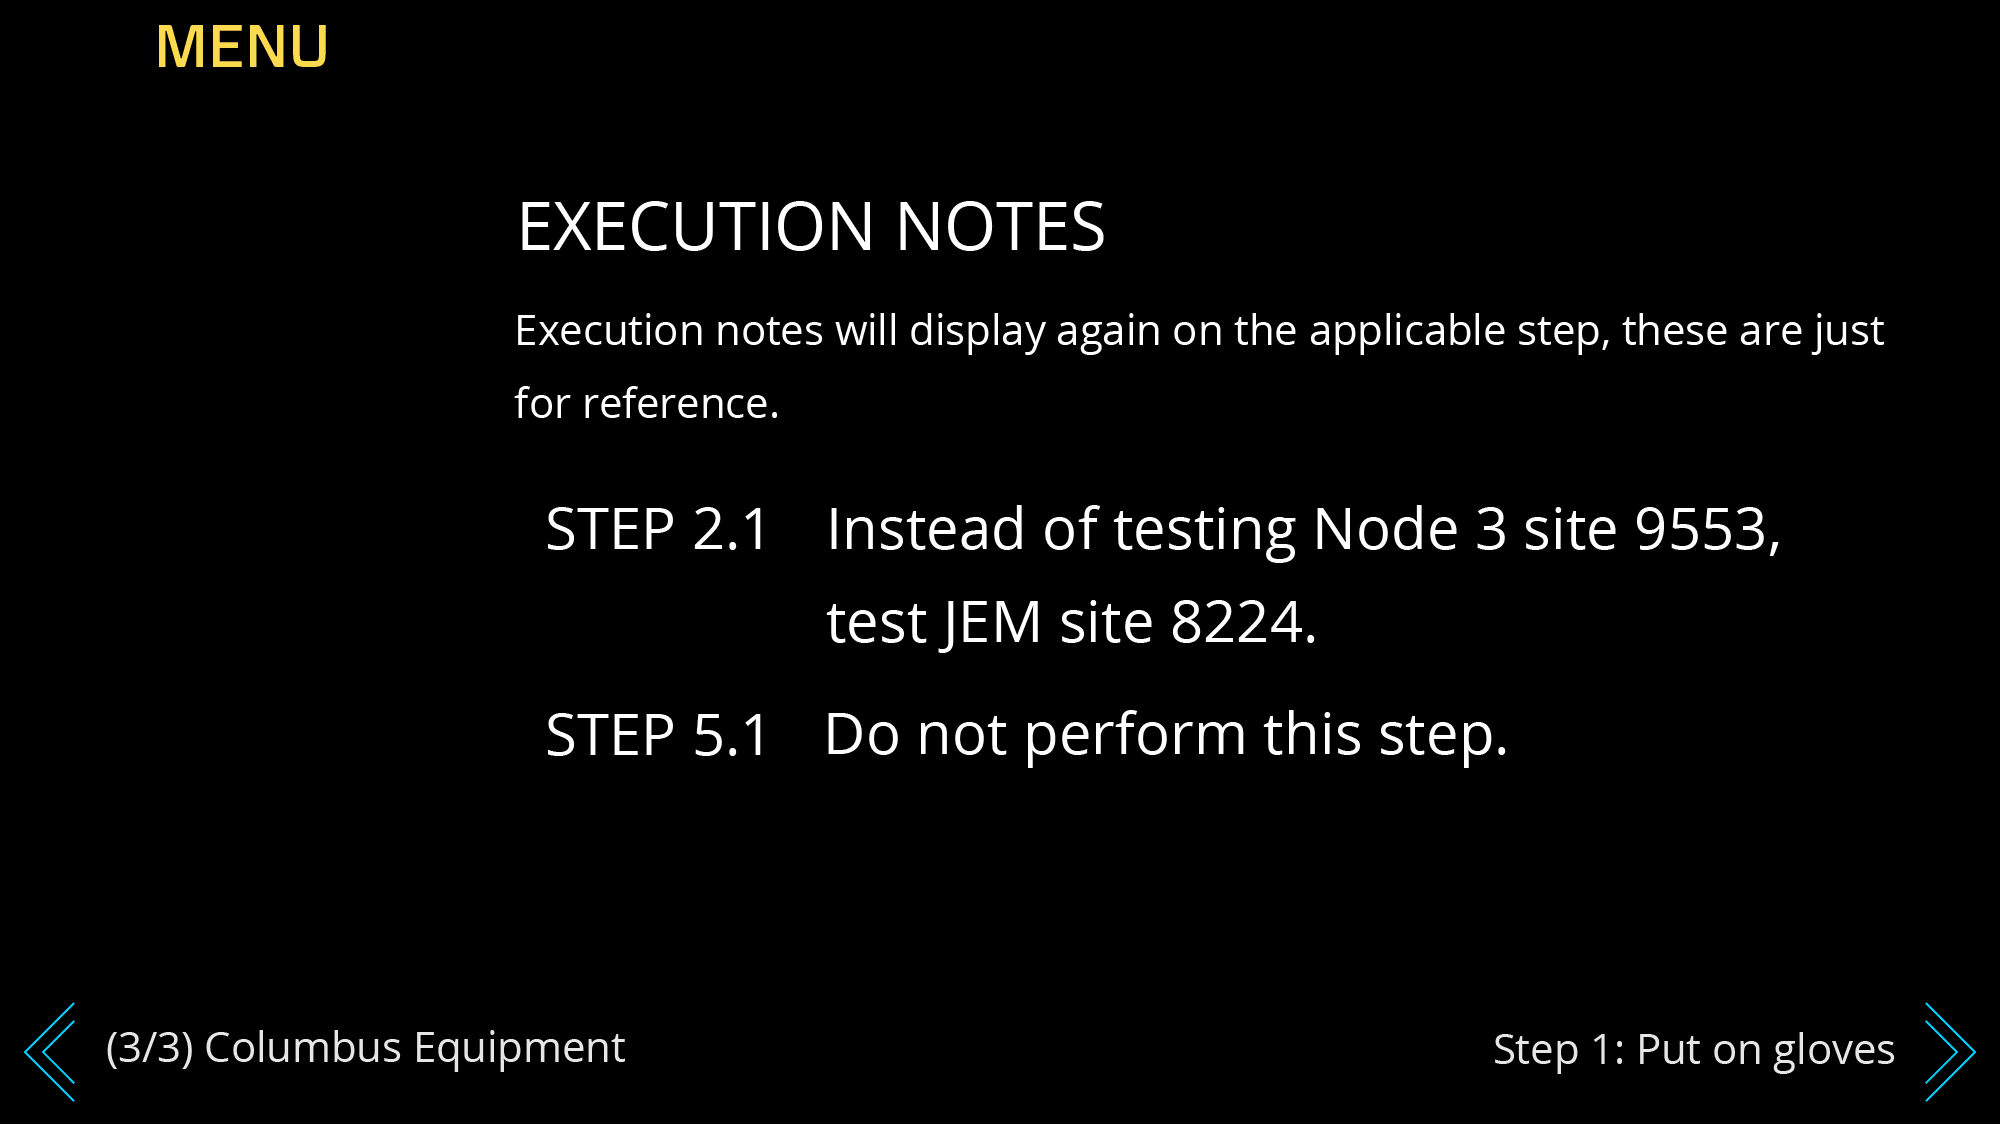 MENU
EXECUTION NOTES
Execution notes will display again on the applicable step, these are just
for reference.
STEP 2.1 Instead of testing Node 3 site 9553,
test JEM site 8224.
STEP 5.1 Do not perform this step.
(3/3) Columbus Equipment
Step 1: Put on gloves